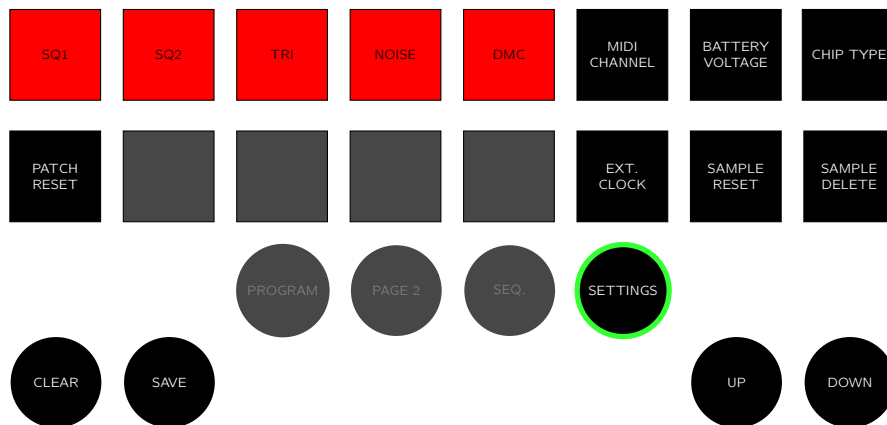 SQ1
SQ2
TRI
NOISE
DMC
MIDI
CHANNEL
BATTERY
VOLTAGE
CHIP TYPE
PATCH
RESET
EXT.
CLOCK
SAMPLE
RESET
SAMPLE
DELETE
PROGRAM
PAGE 2
SEQ.
SETTINGS
CLEAR
SAVE
UP
DOWN